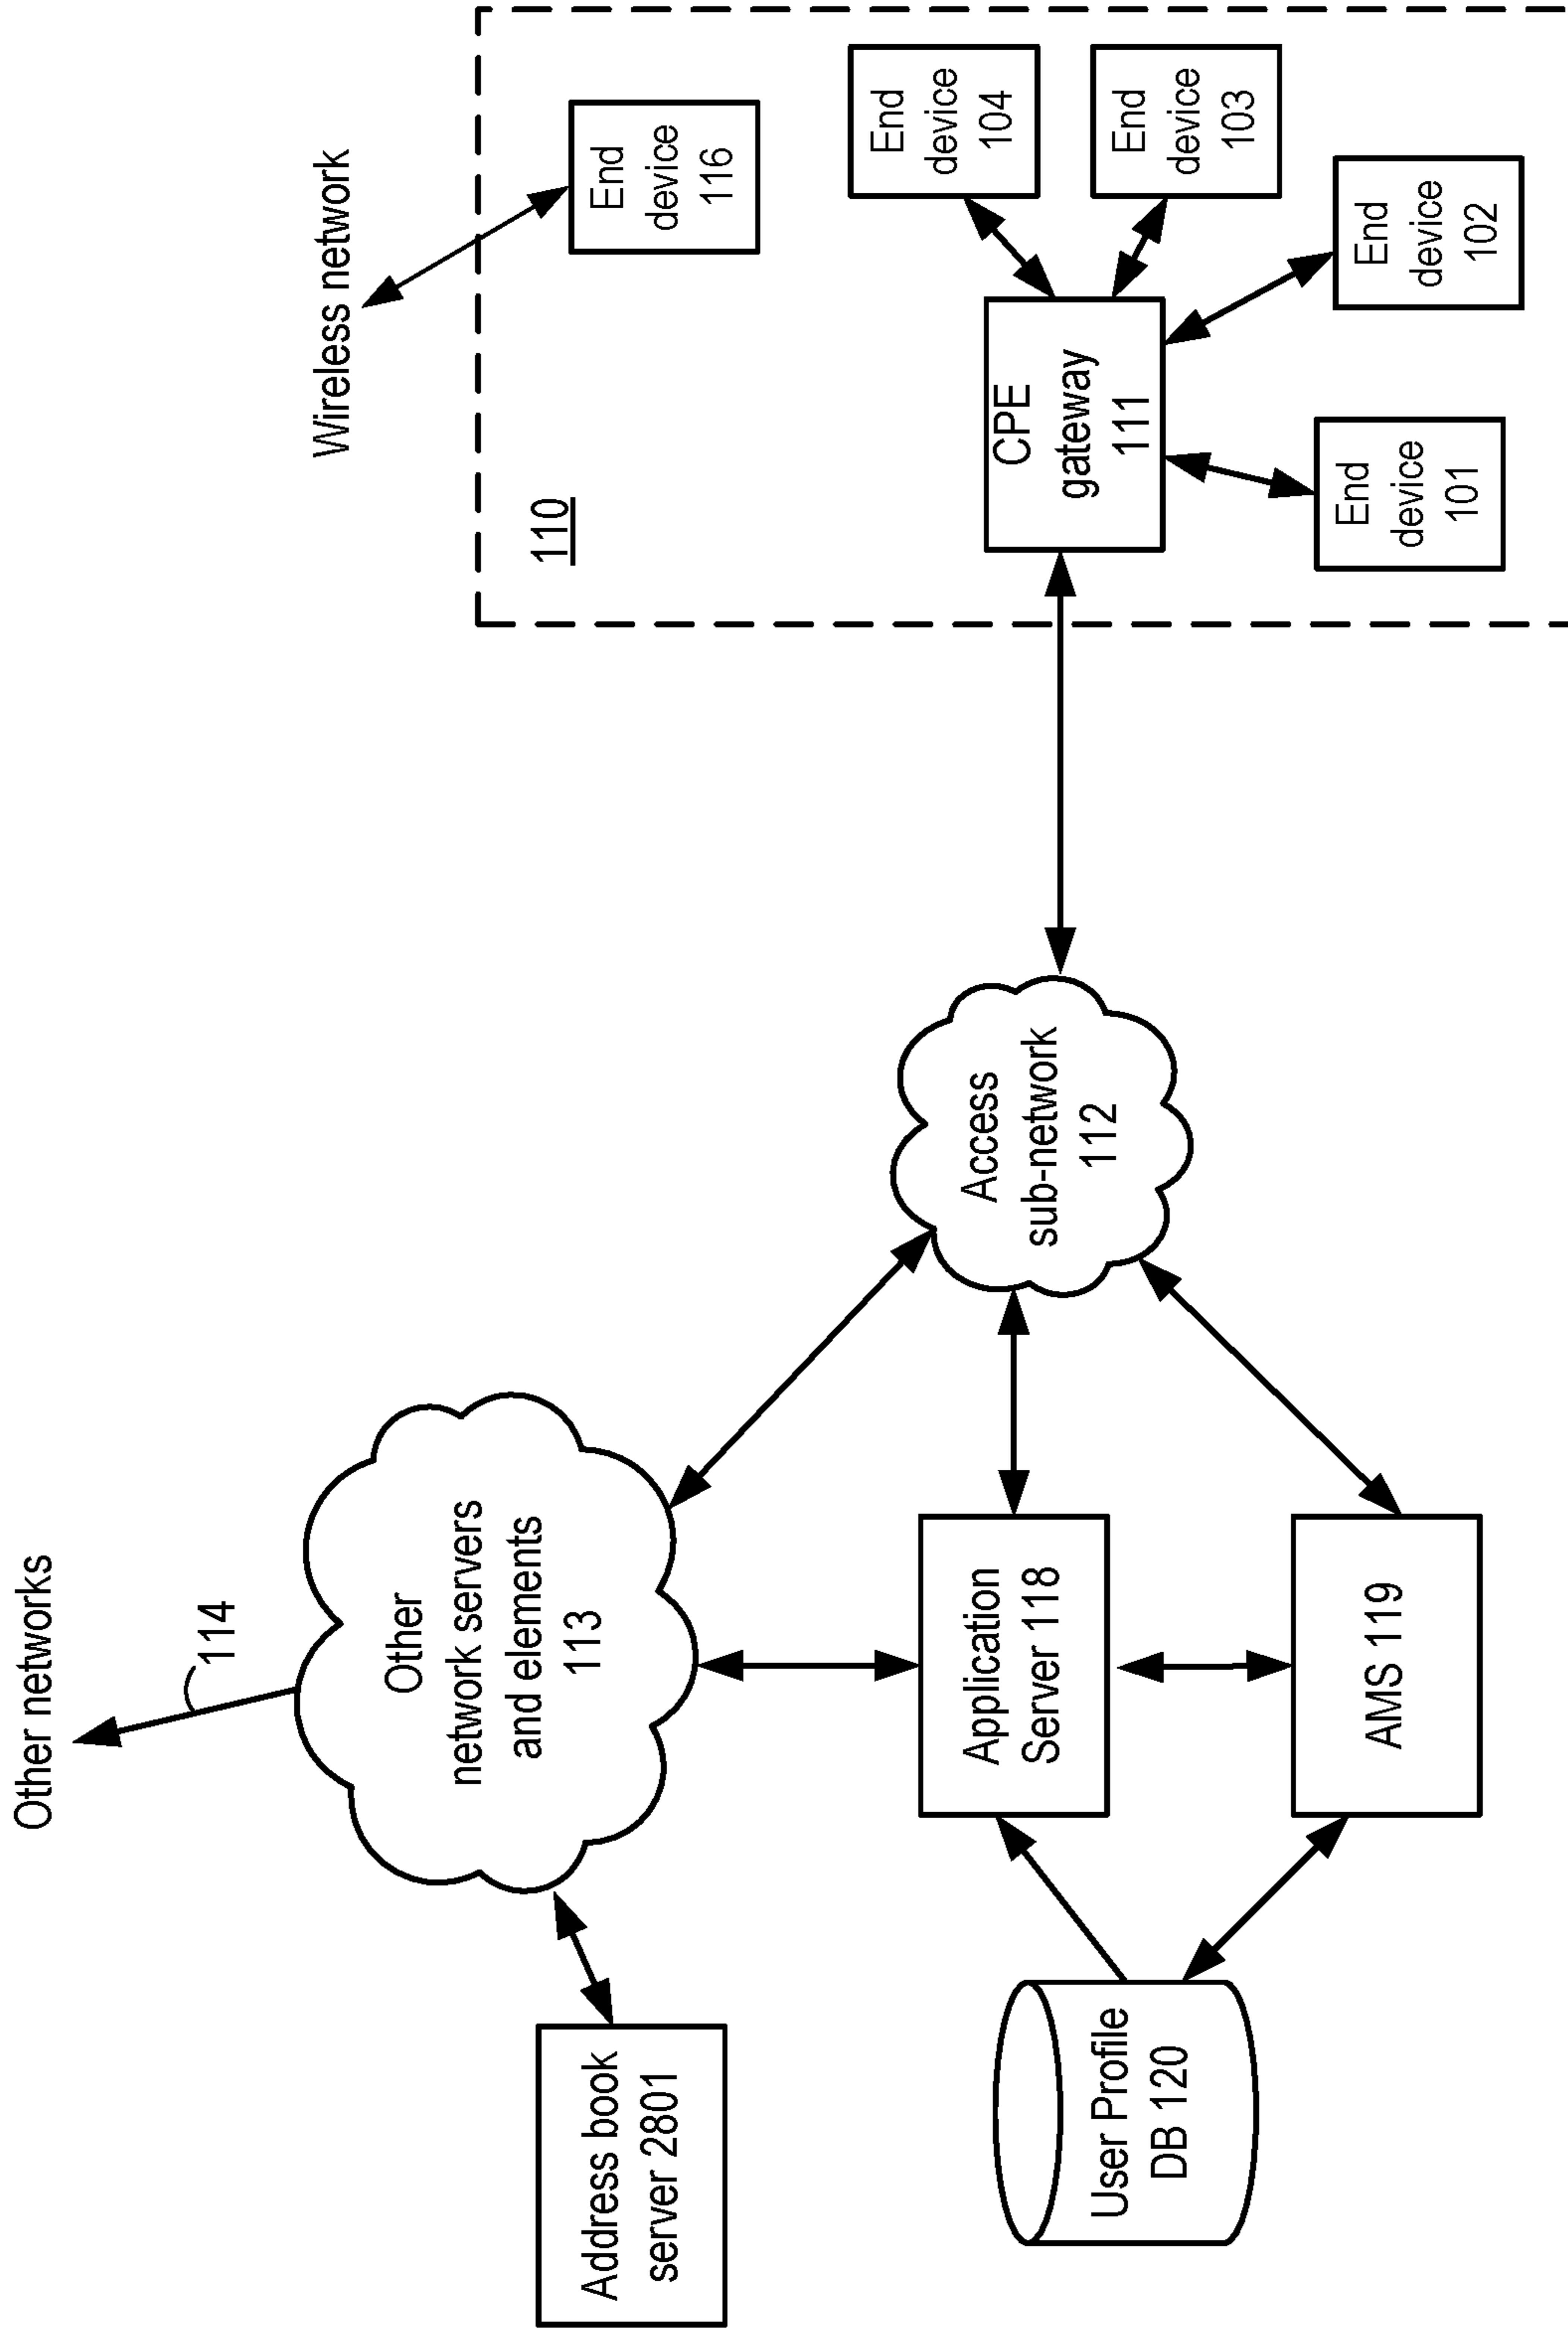 Other networks
114
Wireless network
Other
network servers
and elements
113
Address book
server 2801
110
End
device
116
Access
sub-network
112
CPE
gateway
111
End
device
104
End
device
103
End
device
102
End
device
101
Application
Server 118
AMS 119
User Profile
DB 120